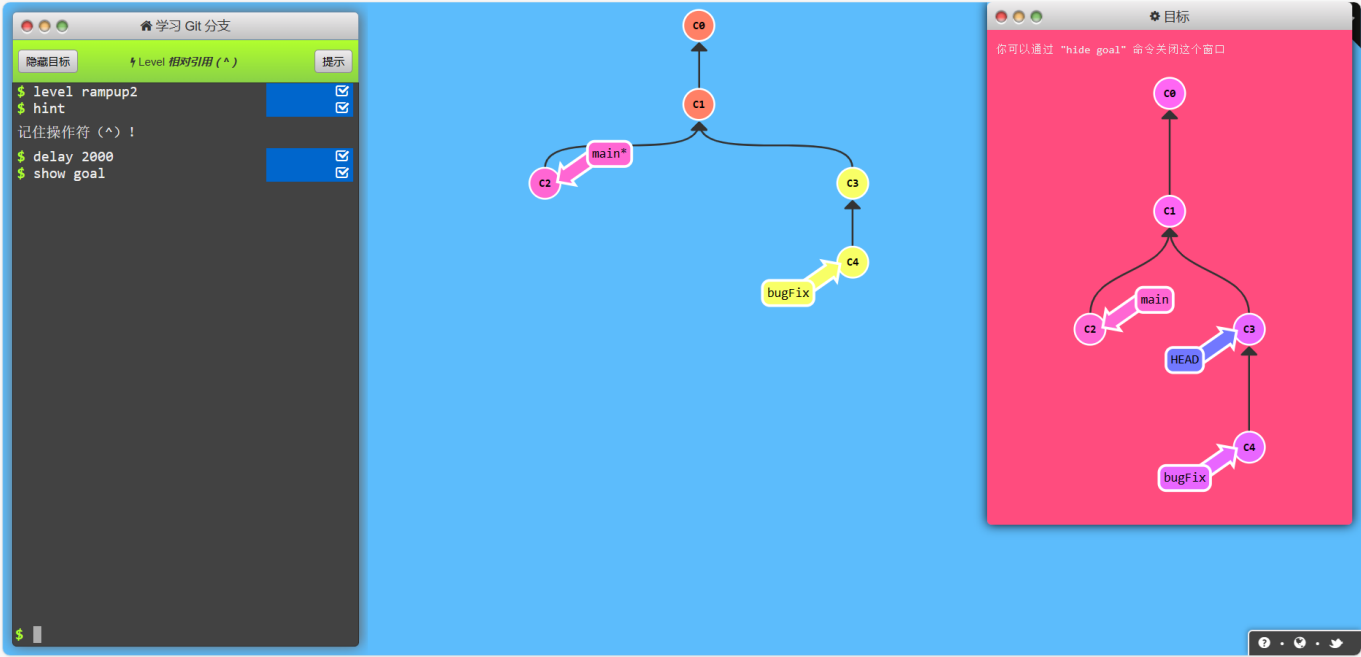 学习 Git 分支
隐藏目标
Level 相对引用（^）
提示
$ level rampup2
$ hint
记住操作符（^）!
$ delay 2000
$ show goal
$
C0
C1
main*
C2
C3
C4
bugFix
目标
你可以通过 "hide goal" 命令关闭这个窗口
C0
C1
main
C2
C3
HEAD
C4
bugFix